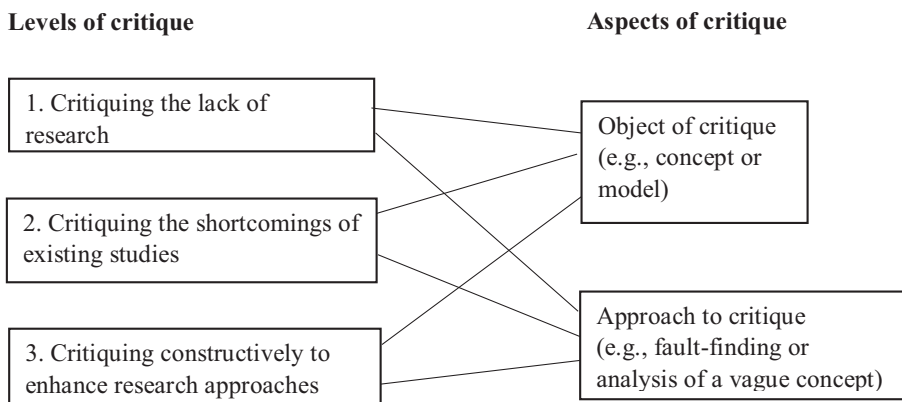 Levels of critique
Aspects of critique
1. Critiquing the lack of
research
2. Critiquing the shortcomings of
existing studies
3. Critiquing constructively to
enhance research approaches
Object of critique
(e.g., concept or
model)
Approach to critique
(e.g., fault-finding or
analysis of a vague concept)